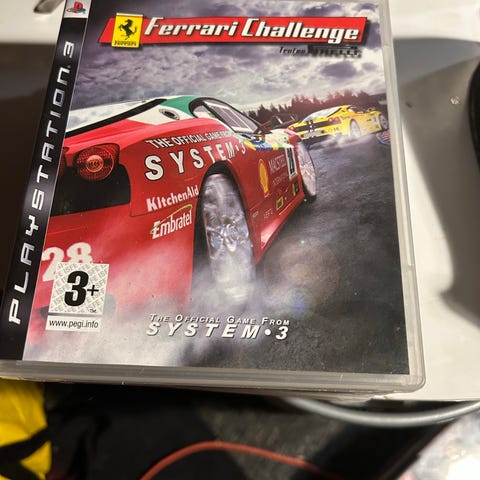 PLAYSTATION 3
Ferrari
Ferrari Challenge
Trofeo PIRELLI
THE OFFICIAL GAME FROM
SYSTEM•3
KitchenAid
Embratel
28
3+
www.pegi.info
THE OFFICIAL GAME FROM
SYSTEM•3